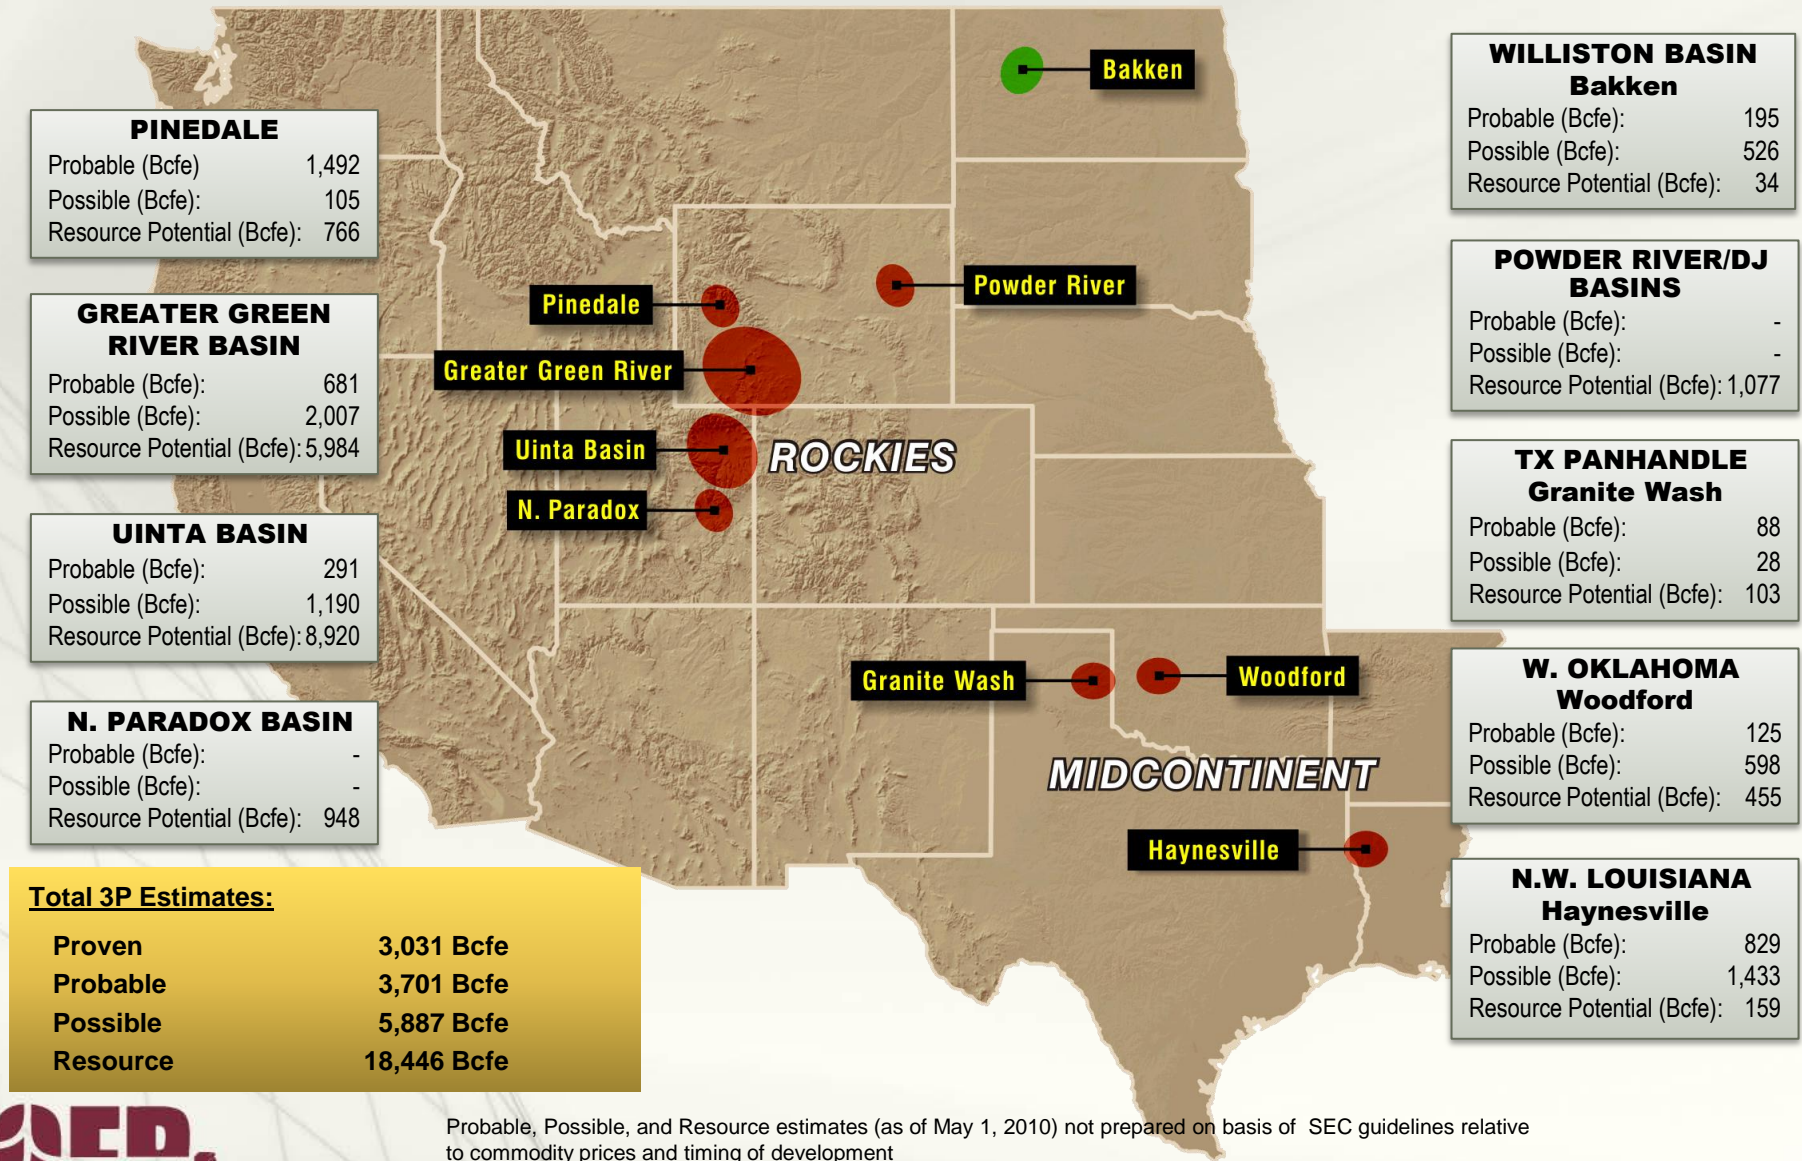 PINEDALE
Probable (Bcfe) 1,492
Possible (Bcfe): 105
Resource Potential (Bcfe): 766
GREATER GREEN
RIVER BASIN
Probable (Bcfe): 681
Possible (Bcfe): 2,007
Resource Potential (Bcfe): 5,984
UINTA BASIN
Probable (Bcfe): 291
Possible (Bcfe): 1,190
Resource Potential (Bcfe): 8,920
N. PARADOX BASIN
Probable (Bcfe): -
Possible (Bcfe): -
Resource Potential (Bcfe): 948
Bakken
Powder River
Pinedale
Greater Green River
Uinta Basin
ROCKIES
N. Paradox
Granite Wash
Woodford
MIDCONTINENT
Haynesville
WILLISTON BASIN
Bakken
Probable (Bcfe): 195
Possible (Bcfe): 526
Resource Potential (Bcfe): 34
POWDER RIVER/DJ
BASINS
Probable (Bcfe): -
Possible (Bcfe): -
Resource Potential (Bcfe): 1,077
TX PANHANDLE
Granite Wash
Probable (Bcfe): 88
Possible (Bcfe): 28
Resource Potential (Bcfe): 103
W. OKLAHOMA
Woodford
Probable (Bcfe): 125
Possible (Bcfe): 598
Resource Potential (Bcfe): 455
N.W. LOUISIANA
Haynesville
Probable (Bcfe): 829
Possible (Bcfe): 1,433
Resource Potential (Bcfe): 159
Total 3P Estimates:
Proven 3,031 Bcfe
Probable 3,701 Bcfe
Possible 5,887 Bcfe
Resource 18,446 Bcfe
Probable, Possible, and Resource estimates (as of May 1, 2010) not prepared on basis of SEC guidelines relative
to commodity prices and timing of development